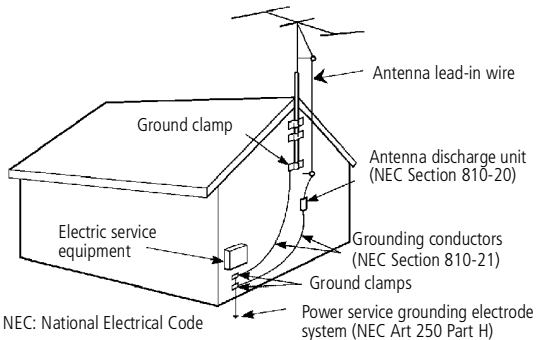 Antenna lead-in wire
Ground clamp
Antenna discharge unit
(NEC Section 810-20)
Electric service
equipment
Grounding conductors
(NEC Section 810-21)
Ground clamps
NEC: National Electrical Code
Power service grounding electrode
system (NEC Art 250 Part H)